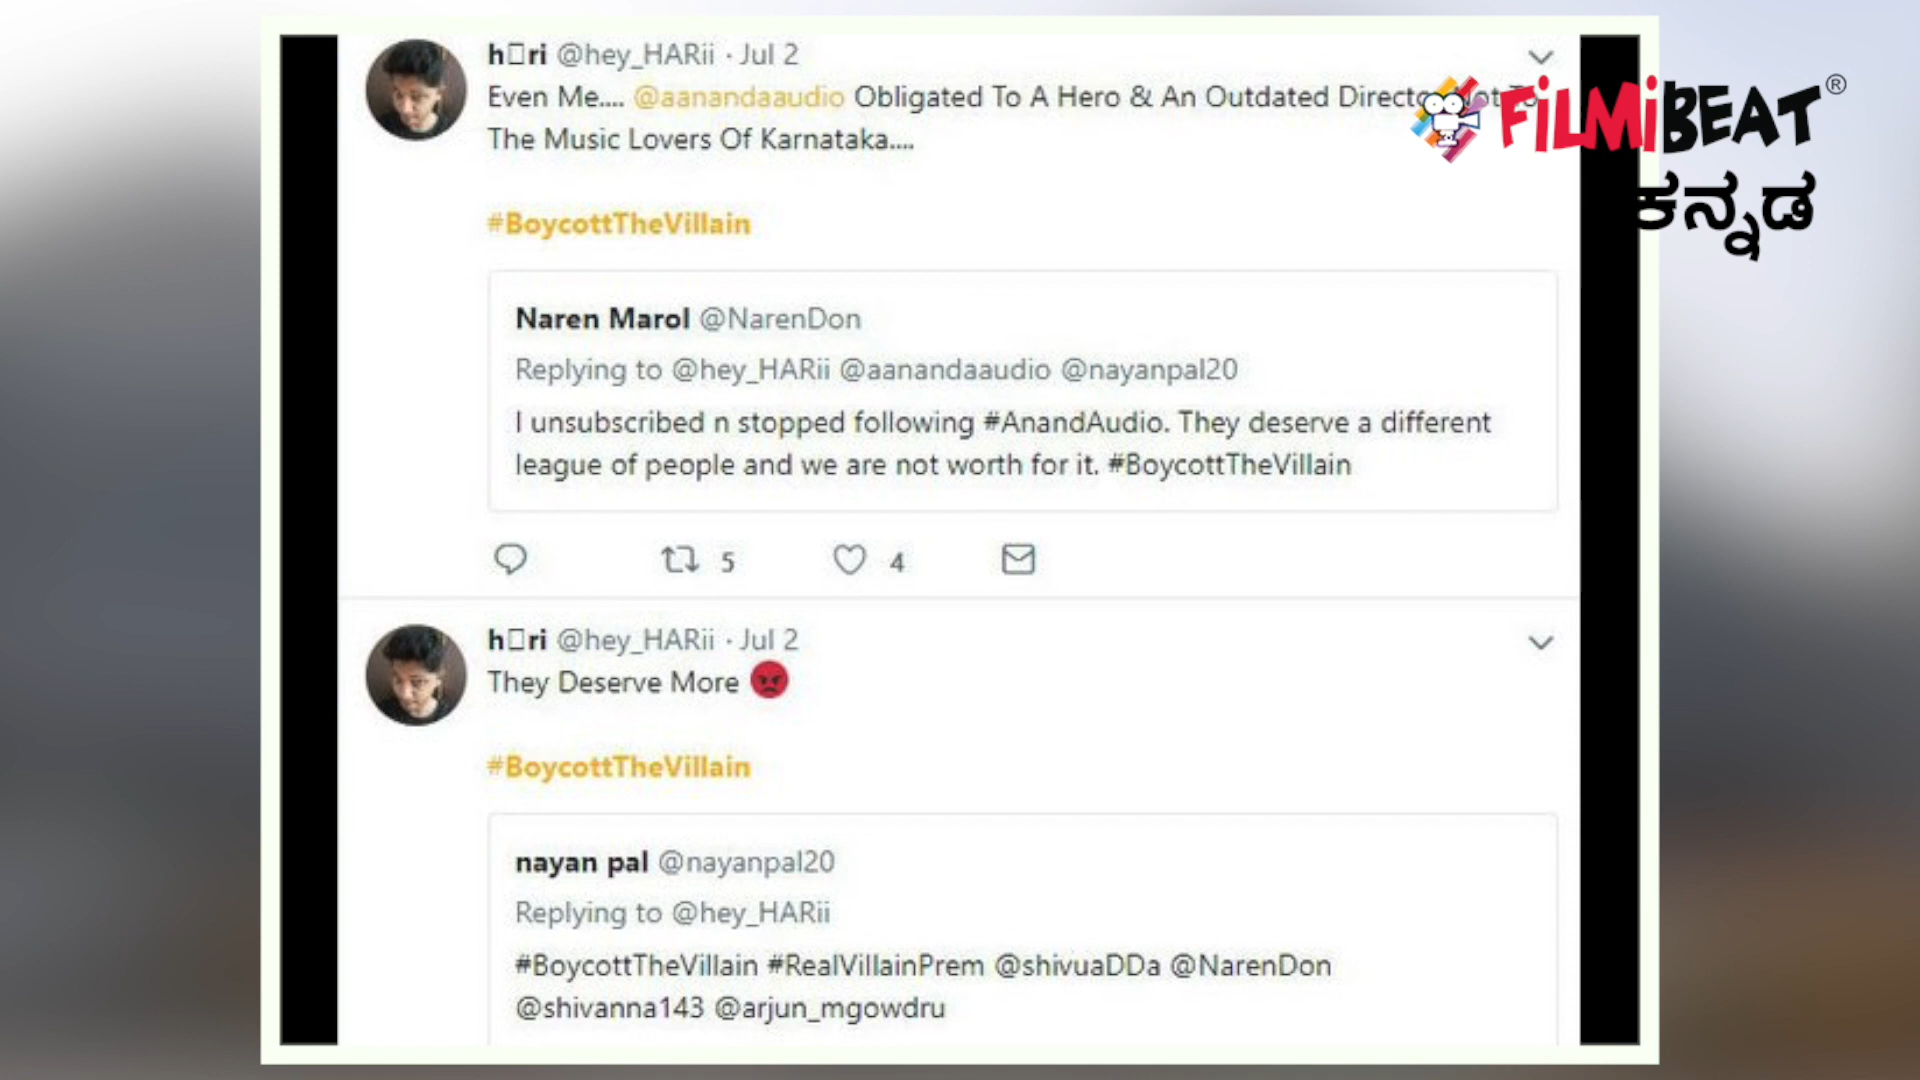 h▯ri @hey_HARii · Jul 2
Even Me.... @aanandaaudio Obligated To A Hero & An Outdated Director Not To
The Music Lovers Of Karnataka....
#BoycottTheVillain
Naren Marol @NarenDon
Replying to @hey_HARii @aanandaaudio @nayanpal20
I unsubscribed n stopped following #AnandAudio. They deserve a different
league of people and we are not worth for it. #BoycottTheVillain
5 4
h▯ri @hey_HARii · Jul 2
They Deserve More 😡
#BoycottTheVillain
nayan pal @nayanpal20
Replying to @hey_HARii
#BoycottTheVillain #RealVillainPrem @shivuaDDa @NarenDon
@shivanna143 @arjun_mgowdru
FiLMiBEAT®
ಕನ್ನಡ